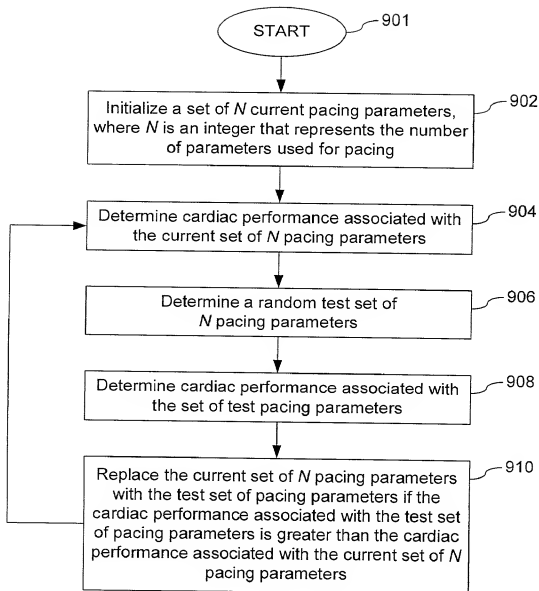 START
901
Initialize a set of N current pacing parameters,
where N is an integer that represents the number
of parameters used for pacing
902
Determine cardiac performance associated with
the current set of N pacing parameters
904
Determine a random test set of
N pacing parameters
906
Determine cardiac performance associated with
the set of test pacing parameters
908
Replace the current set of N pacing parameters
with the test set of pacing parameters if the
cardiac performance associated with the test set
of pacing parameters is greater than the cardiac
performance associated with the current set of N
pacing parameters
910